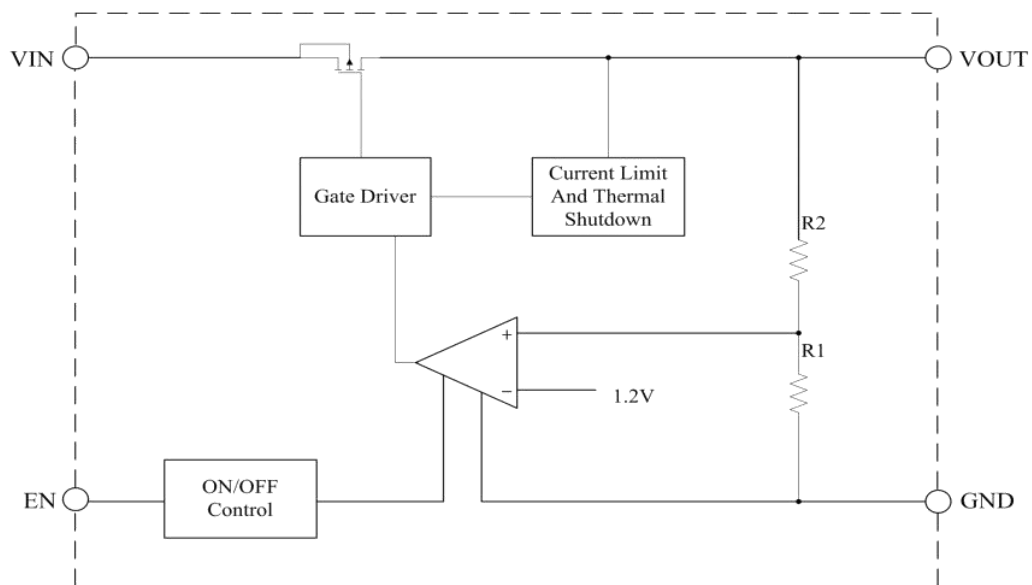 VIN
VOUT
Gate Driver
Current Limit
And Thermal
Shutdown
R2
+
R1
−
1.2V
EN
ON/OFF
Control
GND